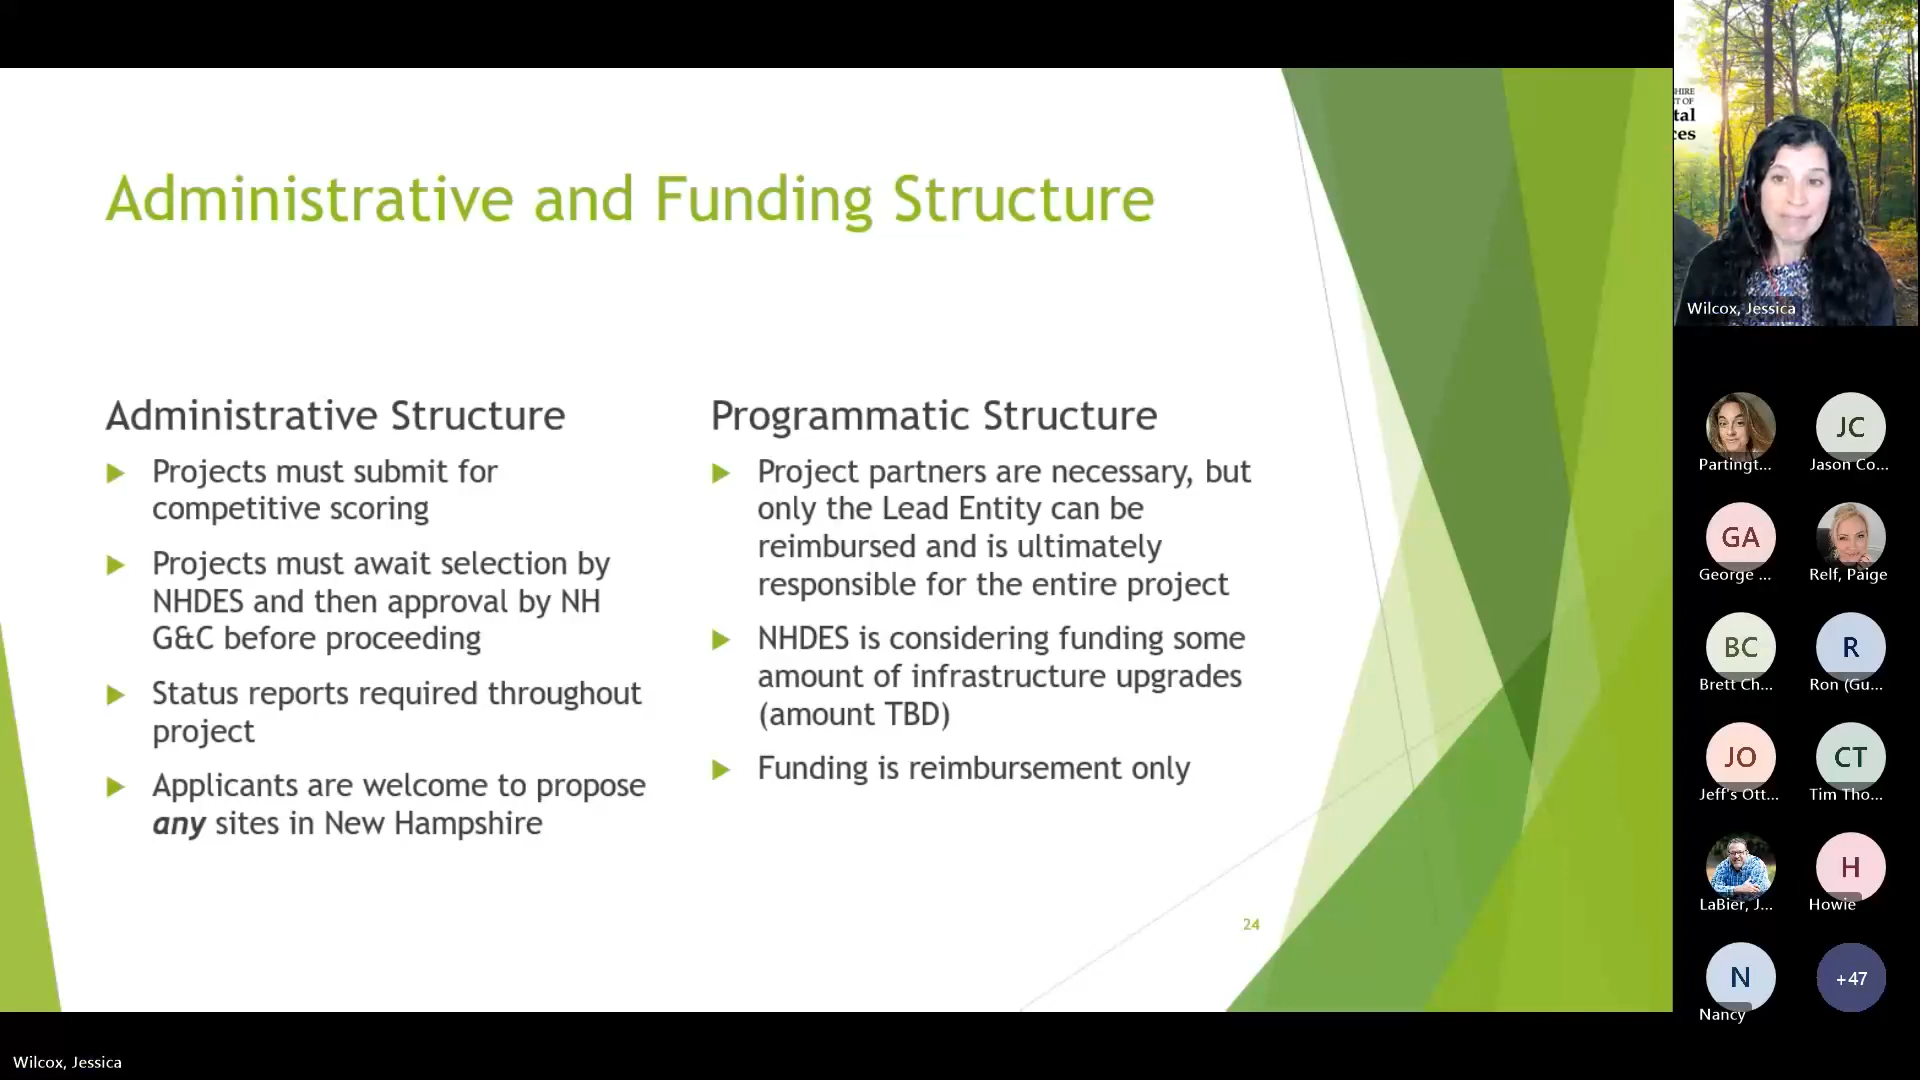 Administrative and Funding Structure
Administrative Structure
Projects must submit for
competitive scoring
Projects must await selection by
NHDES and then approval by NH
G&C before proceeding
Status reports required throughout
project
Applicants are welcome to propose
any sites in New Hampshire
Programmatic Structure
Project partners are necessary, but
only the Lead Entity can be
reimbursed and is ultimately
responsible for the entire project
NHDES is considering funding some
amount of infrastructure upgrades
(amount TBD)
Funding is reimbursement only
24
HIRE
T OF
tal
ces
Wilcox, Jessica
Partingt...
JC
Jason Co...
GA
George ...
Relf, Paige
BC
Brett Ch...
R
Ron (Gu...
JO
Jeff's Ott...
CT
Tim Tho...
LaBier, J...
H
Howie
N
Nancy
+47
Wilcox, Jessica